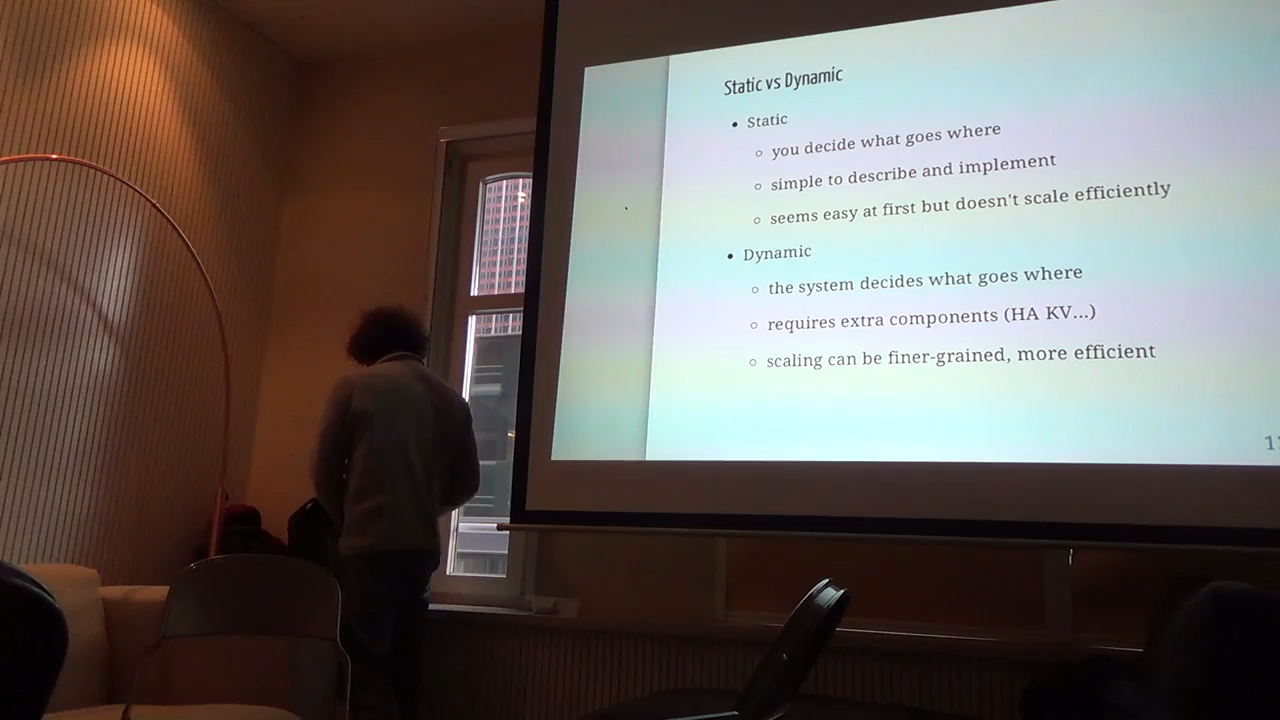 Static vs Dynamic
• Static
○ you decide what goes where
○ simple to describe and implement
○ seems easy at first but doesn't scale efficiently
• Dynamic
○ the system decides what goes where
○ requires extra components (HA KV...)
○ scaling can be finer-grained, more efficient